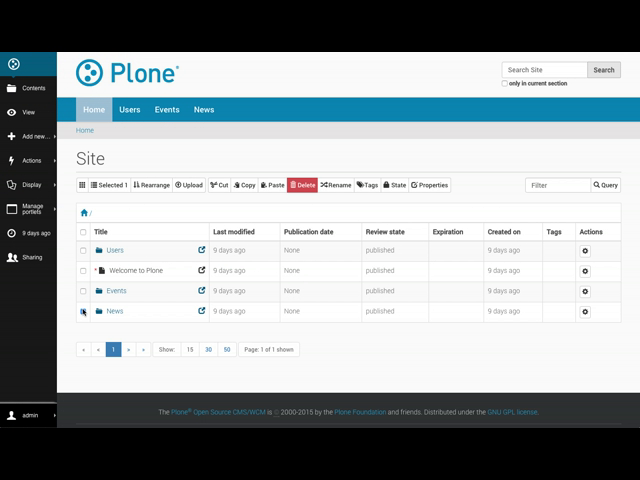 Plone®
Search Site
Search
only in current section
Contents
View
Add new...
Actions
Display
Manage portlets
9 days ago
Sharing
admin
Home Users Events News
Home
Site
Selected 1 Rearrange Upload Cut Copy Paste Delete Rename Tags State Properties Filter Query
/
Title Last modified Publication date Review state Expiration Created on Tags Actions
Users 9 days ago None published 9 days ago
* Welcome to Plone 9 days ago None published 9 days ago
Events 9 days ago None published 9 days ago
News 9 days ago None published 9 days ago
« « 1 » » Show: 15 30 50 Page: 1 of 1 shown
The Plone® Open Source CMS/WCM is © 2000-2015 by the Plone Foundation and friends. Distributed under the GNU GPL license.